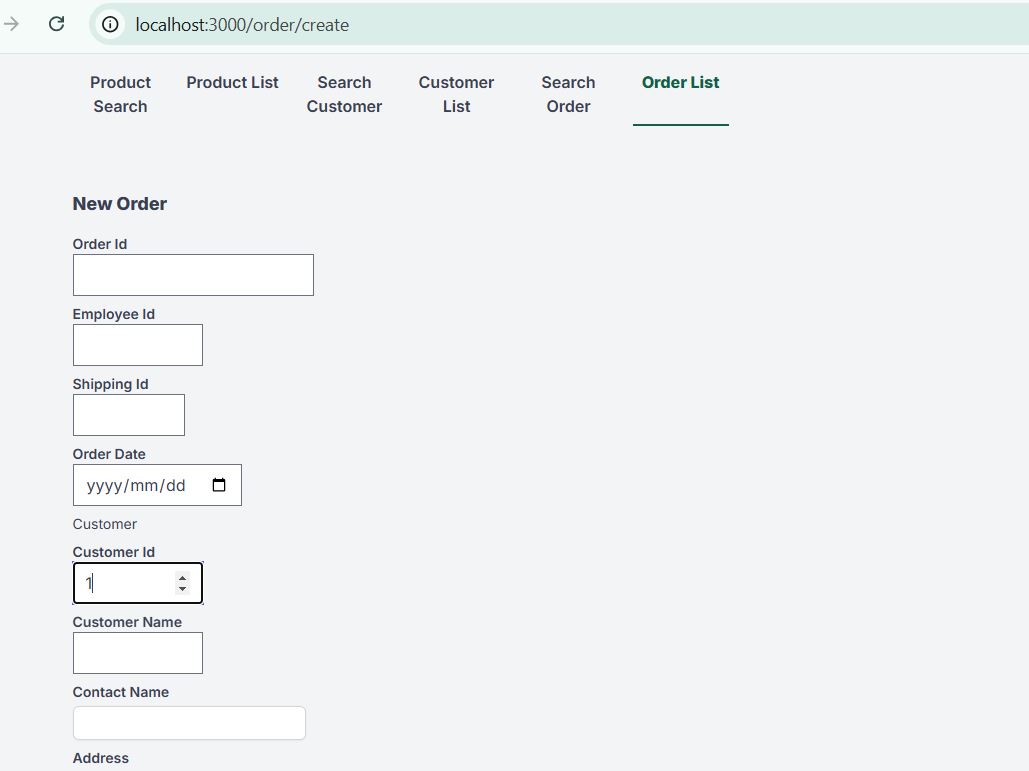 localhost:3000/order/create
Product Search
Product List
Search Customer
Customer List
Search Order
Order List
New Order
Order Id
Employee Id
Shipping Id
Order Date
yyyy/mm/dd
Customer
Customer Id
1
Customer Name
Contact Name
Address